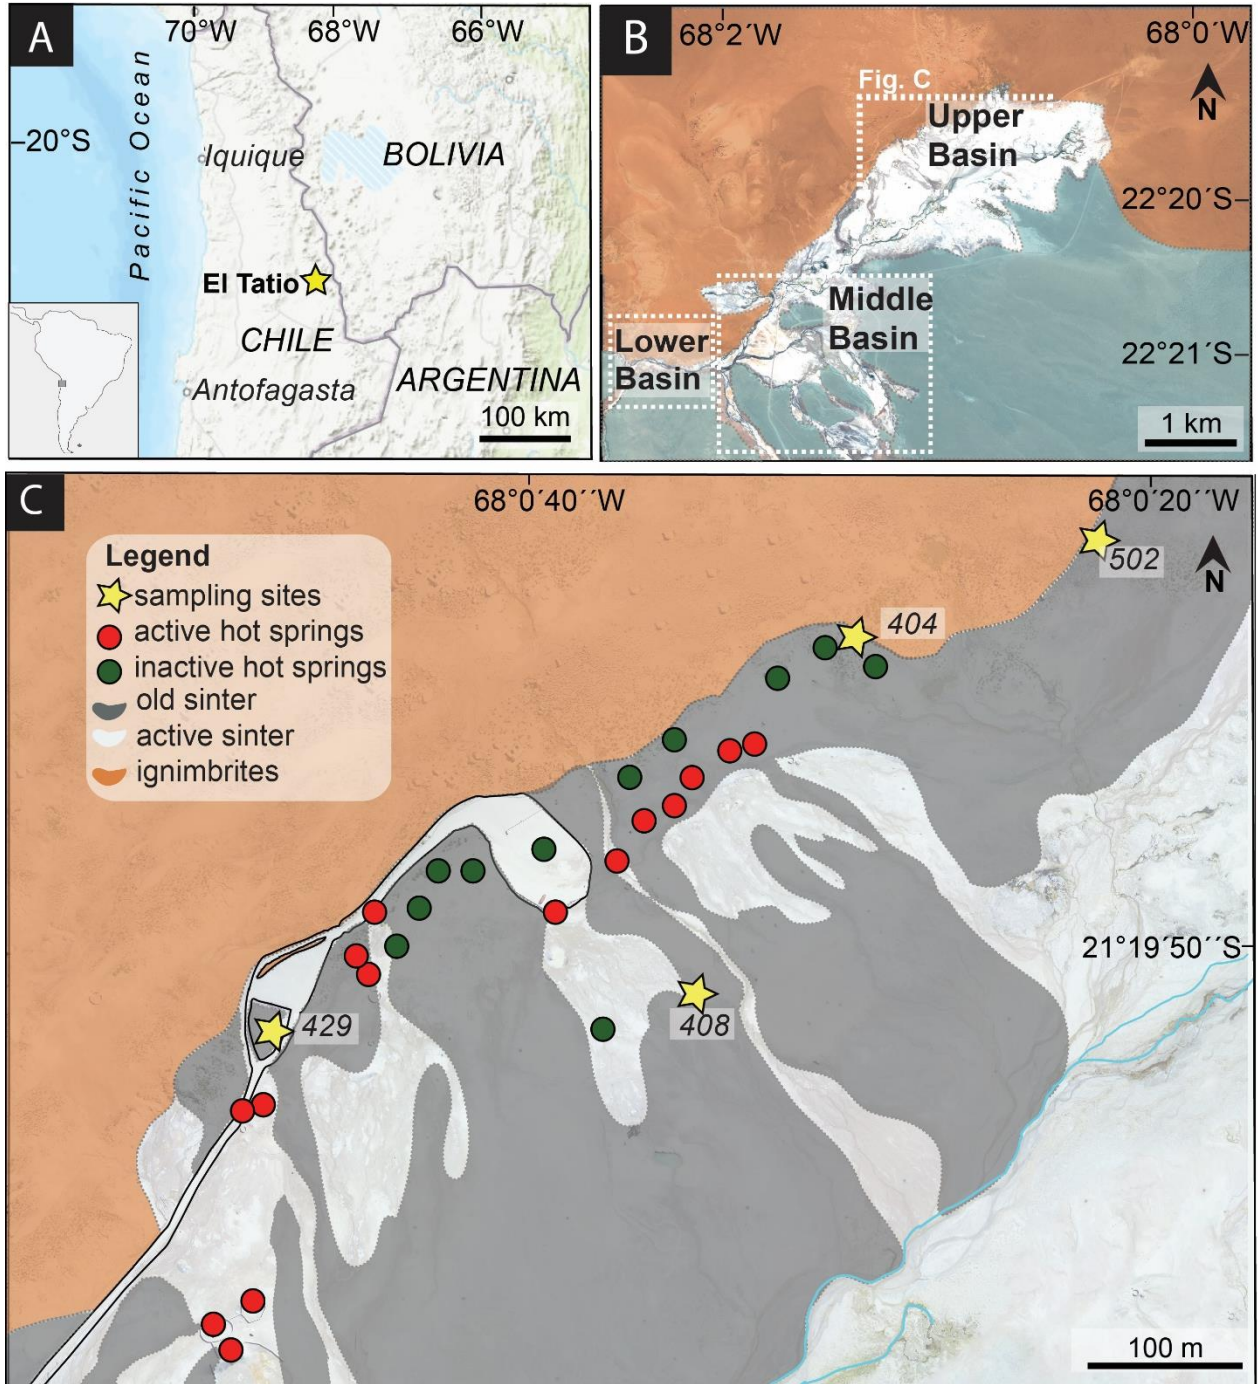 A
70°W
68°W
66°W
20°S
Pacific Ocean
Iquique
BOLIVIA
El Tatio
CHILE
Antofagasta
ARGENTINA
100 km
B
68°2´W
68°0´W
Fig. C
N
Upper
Basin
22°20´S
Middle
Basin
Lower
Basin
22°21´S
1 km
C
68°0´40´´W
68°0´20´´W
Legend
sampling sites
active hot springs
inactive hot springs
old sinter
active sinter
ignimbrites
502
N
404
21°19´50´´S
429
408
100 m